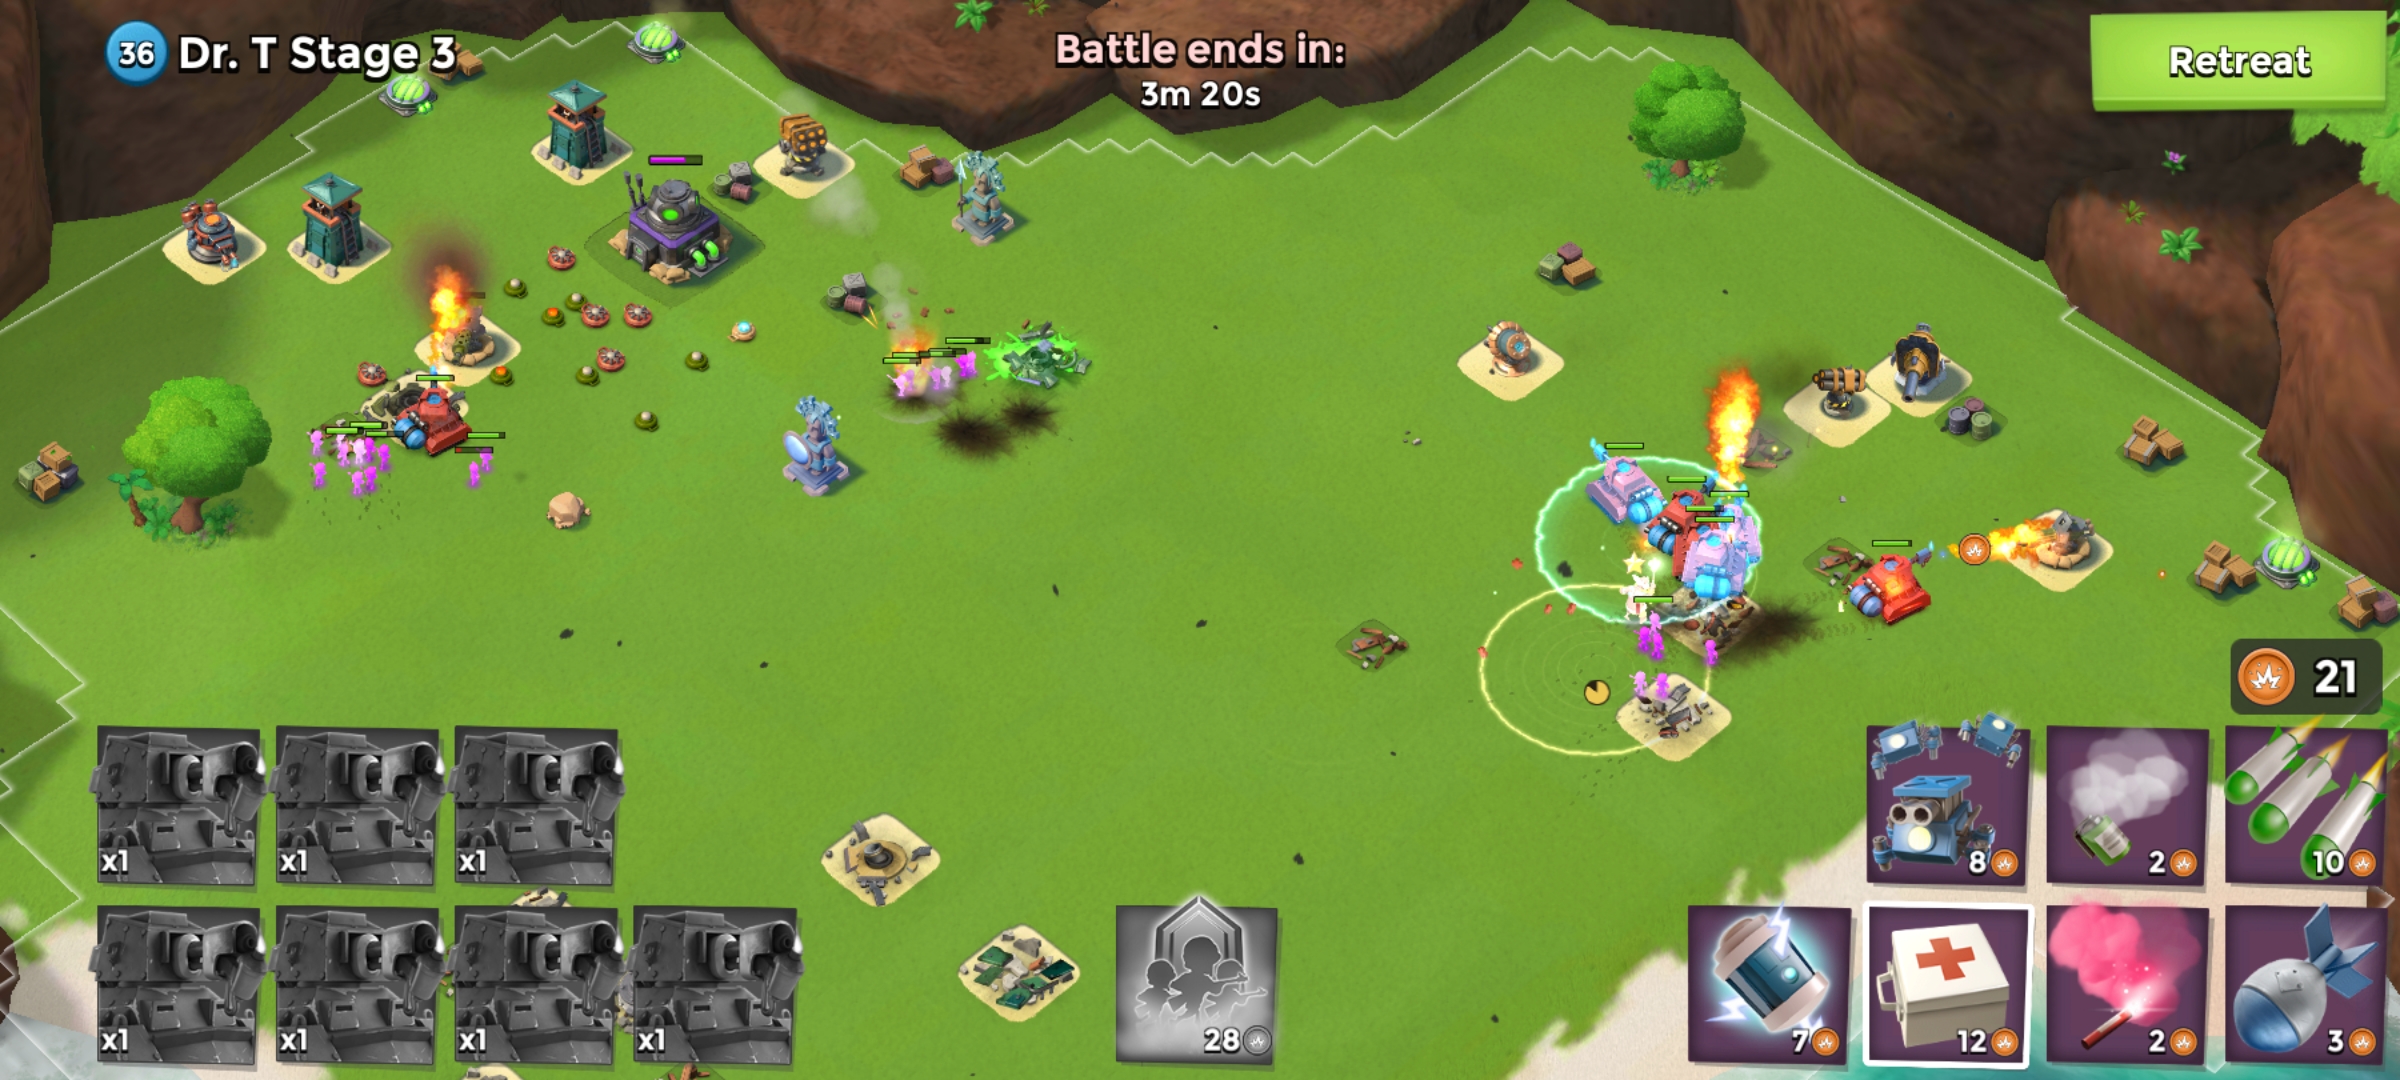 36 Dr. T Stage 3
Battle ends in:
3m 20s
Retreat
21
x1 x1 x1
8 2 10
x1 x1 x1 x1
28
7 12 2 3